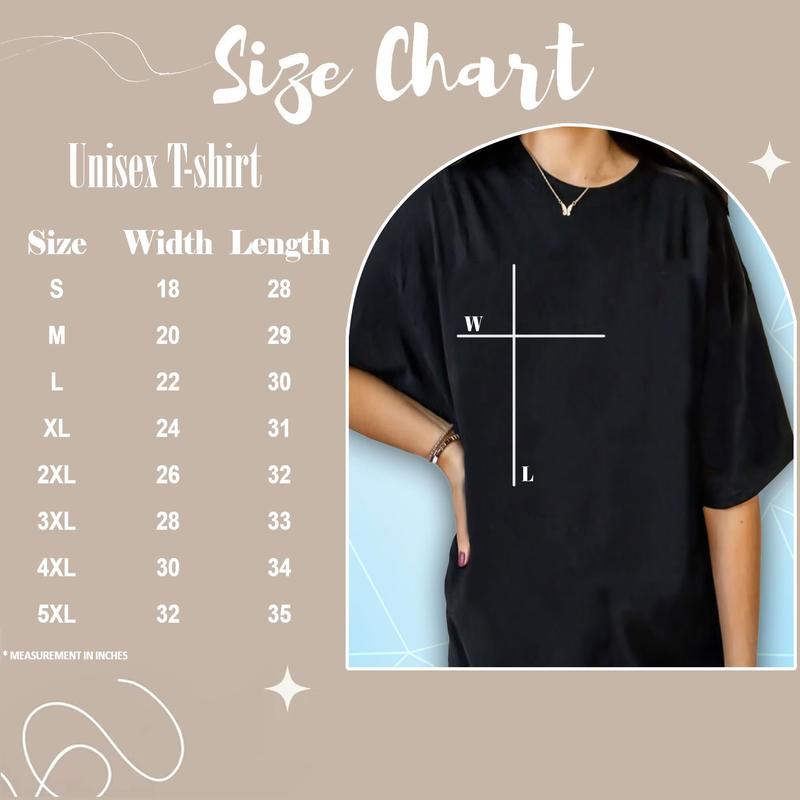 Size Chart
Unisex T-shirt
Size Width Length
S 18 28
M 20 29
L 22 30
XL 24 31
2XL 26 32
3XL 28 33
4XL 30 34
5XL 32 35
* MEASUREMENT IN INCHES
W
L